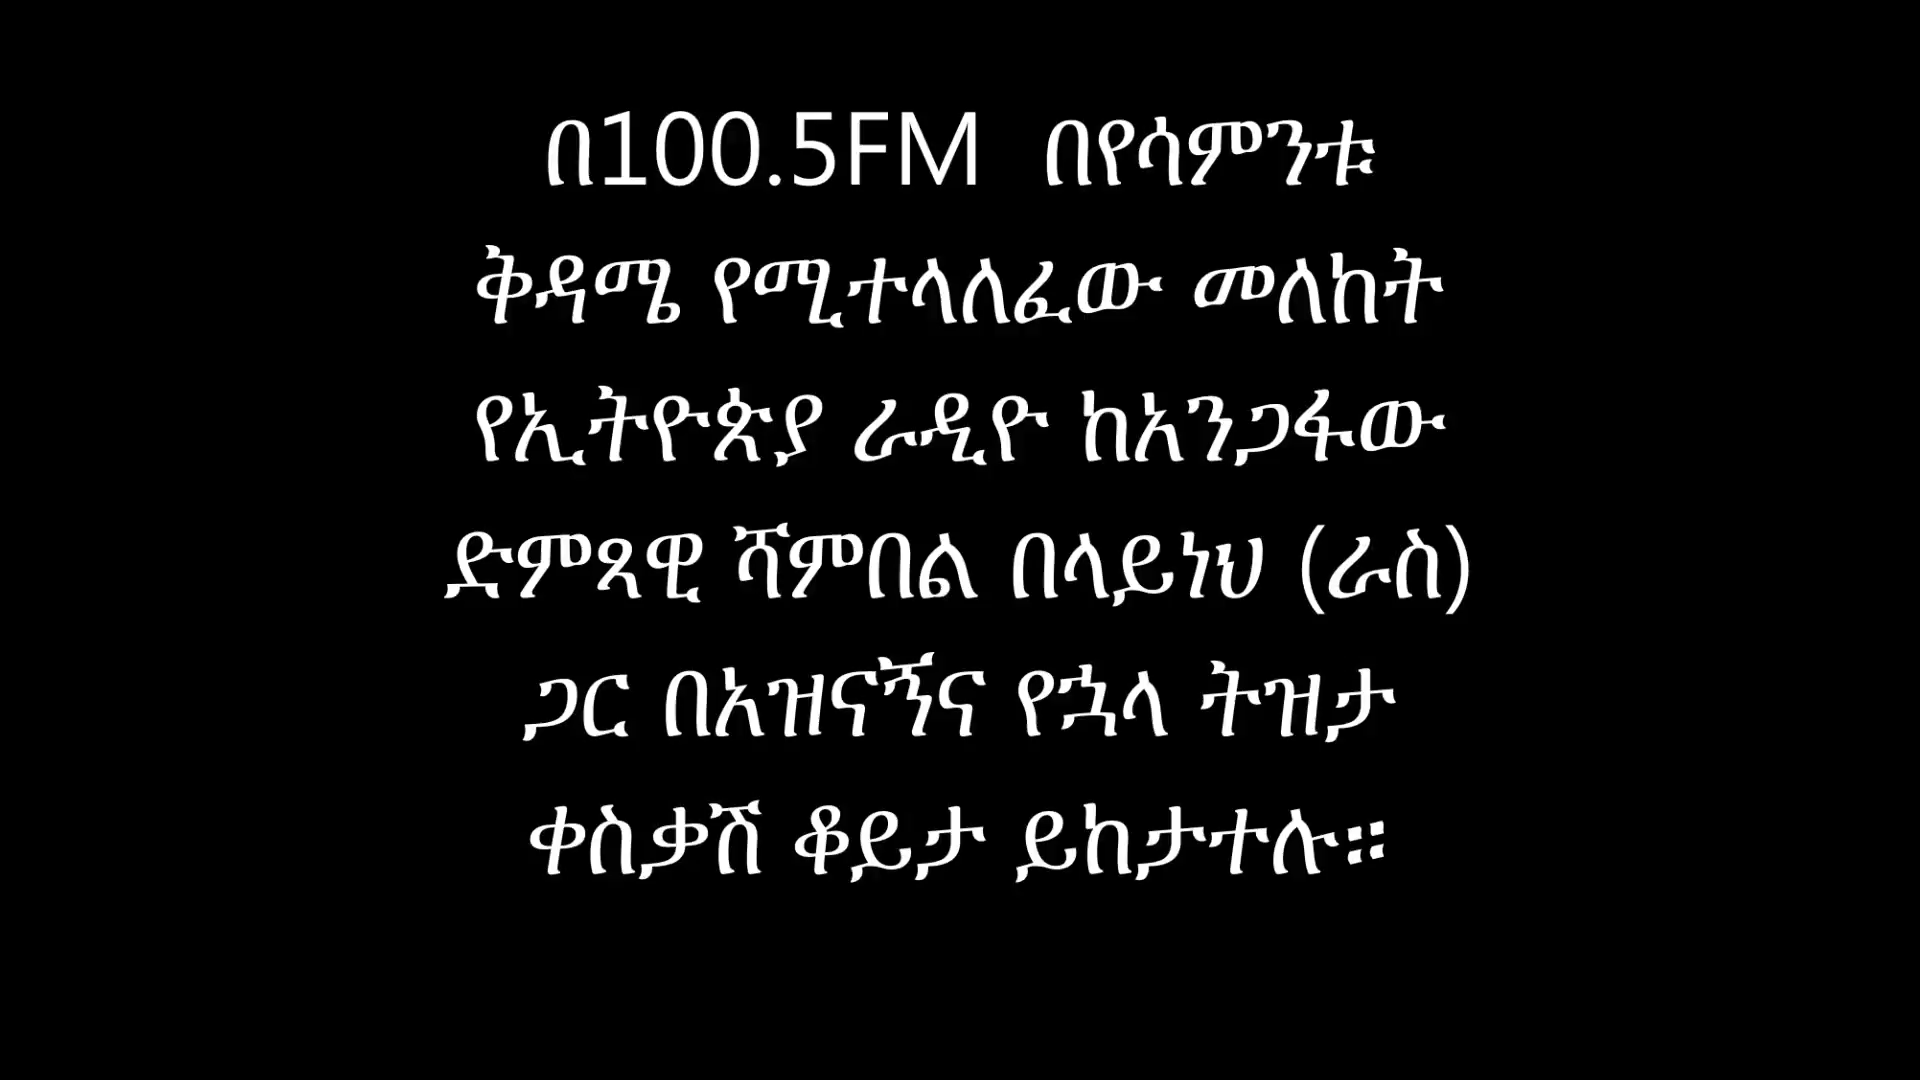 በ100.5FM በየሳምንቱ
ቅዳሜ የሚተላለፈው መለከት
የኢትዮጵያ ራዲዮ ከአንጋፋው
ድምጻዊ ሻምበል በላይነህ (ራስ)
ጋር በአዝናኝና የኋላ ትዝታ
ቀስቃሽ ቆይታ ይከታተሉ።